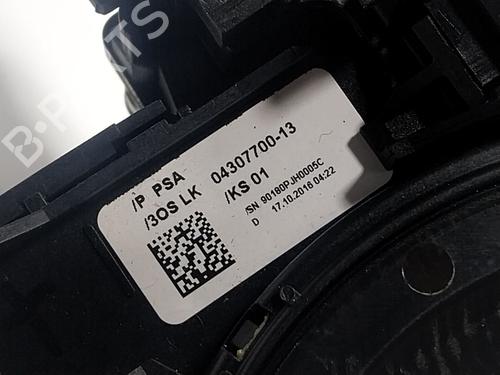 /P PSA
/3OS LK 04307700-13
/KS 01
/SN 90180PJH0005C
D 17.10.2016 04:22
B-PARTS